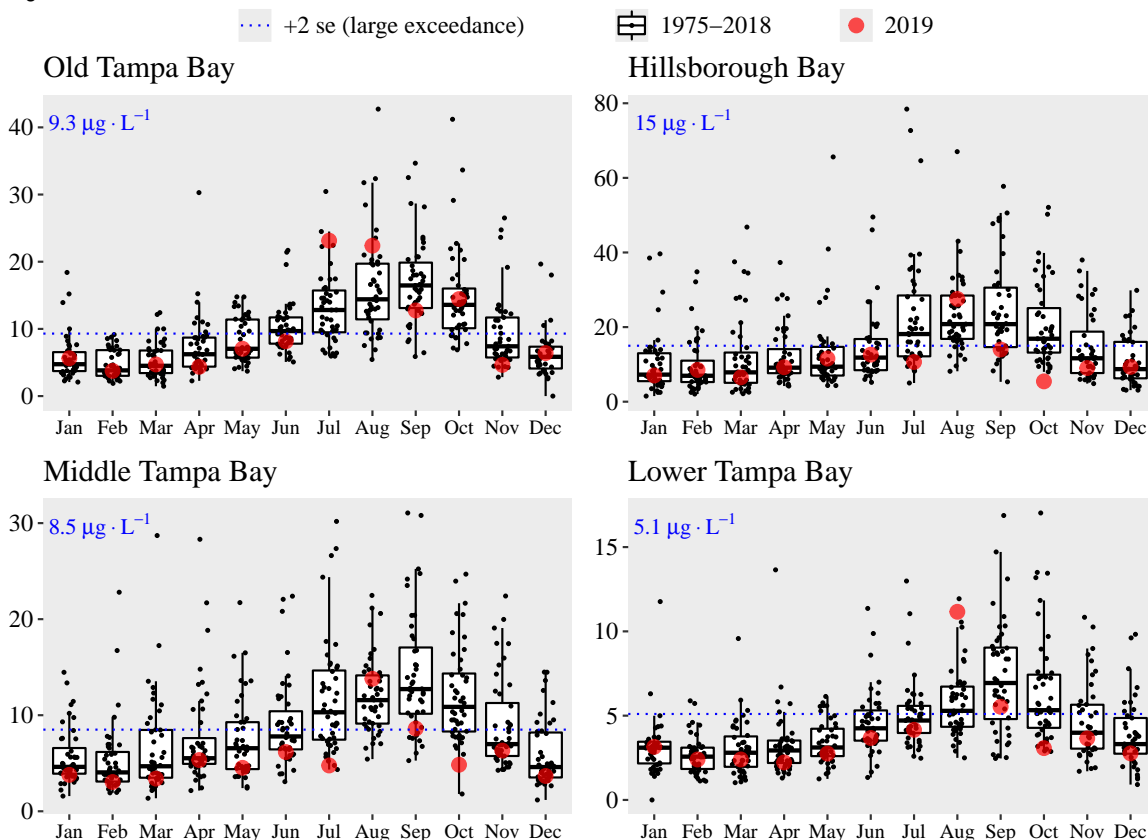 +2 se (large exceedance) 1975−2018 2019
Old Tampa Bay
9.3 μg · L−1
40
30
20
10
0
Jan Feb Mar Apr May Jun Jul Aug Sep Oct Nov Dec
Hillsborough Bay
15 μg · L−1
80
60
40
20
0
Jan Feb Mar Apr May Jun Jul Aug Sep Oct Nov Dec
Middle Tampa Bay
8.5 μg · L−1
30
20
10
0
Jan Feb Mar Apr May Jun Jul Aug Sep Oct Nov Dec
Lower Tampa Bay
5.1 μg · L−1
15
10
5
0
Jan Feb Mar Apr May Jun Jul Aug Sep Oct Nov Dec